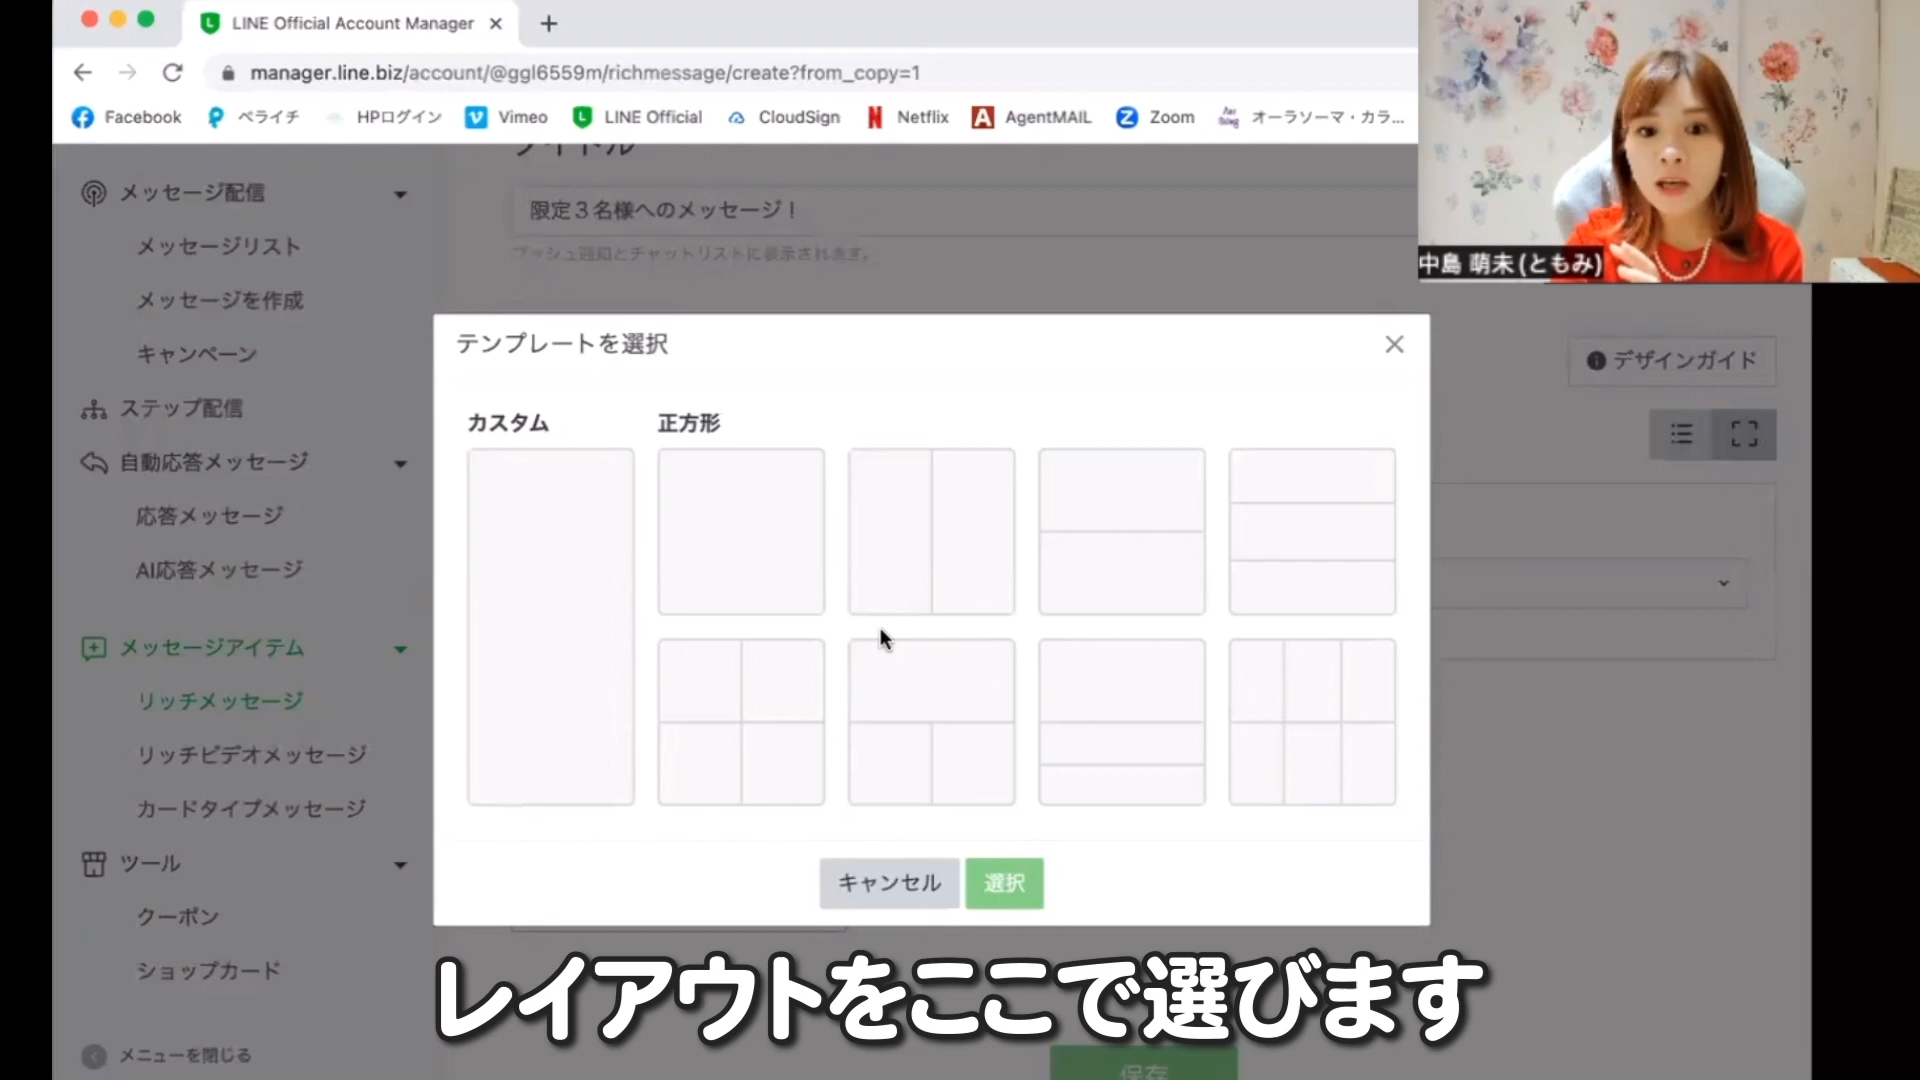 LINE Official Account Manager
manager.line.biz/account/@ggl6559m/richmessage/create?from_copy=1
Facebook
ペライチ
HPログイン
Vimeo
LINE Official
CloudSign
Netflix
AgentMAIL
Zoom
オーラソーマ・カラ...
中島 萌未(ともみ)
タイトル
限定3名様へのメッセージ!
プッシュ通知とチャットリストに表示されます。
メッセージ配信
メッセージリスト
メッセージを作成
キャンペーン
ステップ配信
自動応答メッセージ
応答メッセージ
AI応答メッセージ
メッセージアイテム
リッチメッセージ
リッチビデオメッセージ
カードタイプメッセージ
ツール
クーポン
ショップカード
メニューを閉じる
デザインガイド
テンプレートを選択
カスタム
正方形
キャンセル
選択
レイアウトをここで選びます
保存